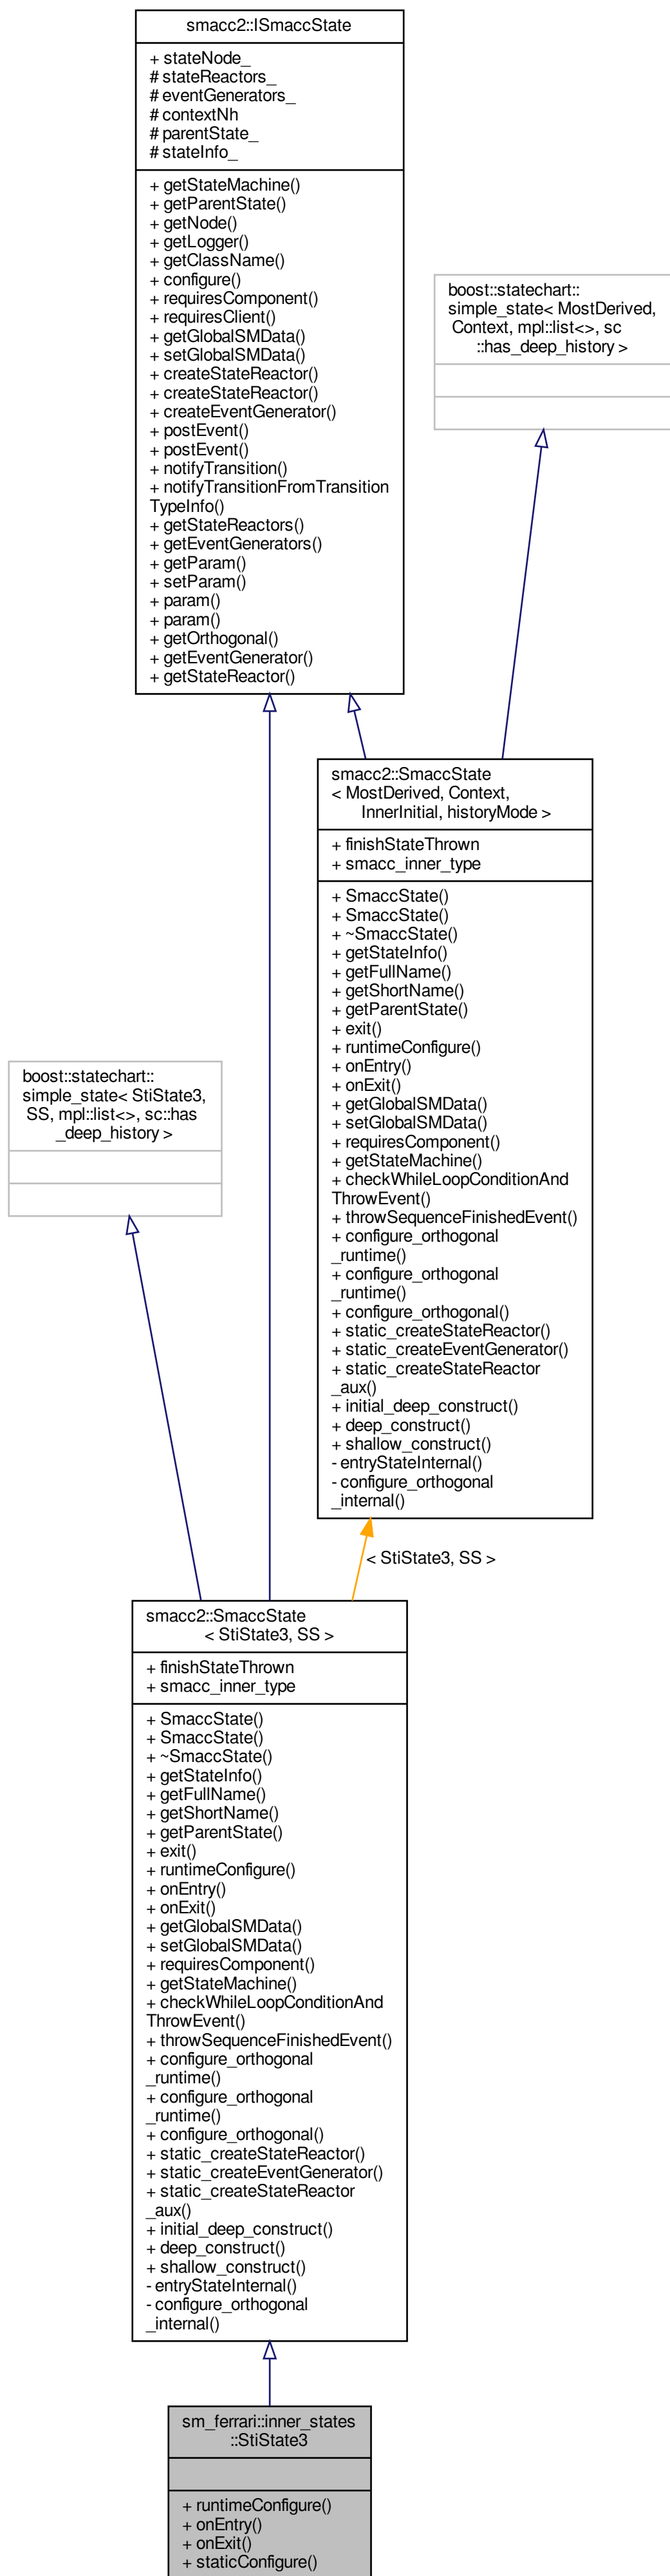 smacc2::ISmaccState
+ stateNode_
# stateReactors_
# eventGenerators_
# contextNh
# parentState_
# stateInfo_
+ getStateMachine()
+ getParentState()
+ getNode()
+ getLogger()
+ getClassName()
+ configure()
+ requiresComponent()
+ requiresClient()
+ getGlobalSMData()
+ setGlobalSMData()
+ createStateReactor()
+ createStateReactor()
+ createEventGenerator()
+ postEvent()
+ postEvent()
+ notifyTransition()
+ notifyTransitionFromTransition
TypeInfo()
+ getStateReactors()
+ getEventGenerators()
+ getParam()
+ setParam()
+ param()
+ param()
+ getOrthogonal()
+ getEventGenerator()
+ getStateReactor()
boost::statechart::
simple_state< MostDerived,
Context, mpl::list<>, sc
::has_deep_history >
smacc2::SmaccState
< MostDerived, Context,
InnerInitial, historyMode >
+ finishStateThrown
+ smacc_inner_type
+ SmaccState()
+ SmaccState()
+ ~SmaccState()
+ getStateInfo()
+ getFullName()
+ getShortName()
+ getParentState()
+ exit()
+ runtimeConfigure()
+ onEntry()
+ onExit()
+ getGlobalSMData()
+ setGlobalSMData()
+ requiresComponent()
+ getStateMachine()
+ checkWhileLoopConditionAnd
ThrowEvent()
+ throwSequenceFinishedEvent()
+ configure_orthogonal
_runtime()
+ configure_orthogonal
_runtime()
+ configure_orthogonal()
+ static_createStateReactor()
+ static_createEventGenerator()
+ static_createStateReactor
_aux()
+ initial_deep_construct()
+ deep_construct()
+ shallow_construct()
- entryStateInternal()
- configure_orthogonal
_internal()
boost::statechart::
simple_state< StiState3,
SS, mpl::list<>, sc::has
_deep_history >
< StiState3, SS >
smacc2::SmaccState
< StiState3, SS >
+ finishStateThrown
+ smacc_inner_type
+ SmaccState()
+ SmaccState()
+ ~SmaccState()
+ getStateInfo()
+ getFullName()
+ getShortName()
+ getParentState()
+ exit()
+ runtimeConfigure()
+ onEntry()
+ onExit()
+ getGlobalSMData()
+ setGlobalSMData()
+ requiresComponent()
+ getStateMachine()
+ checkWhileLoopConditionAnd
ThrowEvent()
+ throwSequenceFinishedEvent()
+ configure_orthogonal
_runtime()
+ configure_orthogonal
_runtime()
+ configure_orthogonal()
+ static_createStateReactor()
+ static_createEventGenerator()
+ static_createStateReactor
_aux()
+ initial_deep_construct()
+ deep_construct()
+ shallow_construct()
- entryStateInternal()
- configure_orthogonal
_internal()
sm_ferrari::inner_states
::StiState3
+ runtimeConfigure()
+ onEntry()
+ onExit()
+ staticConfigure()